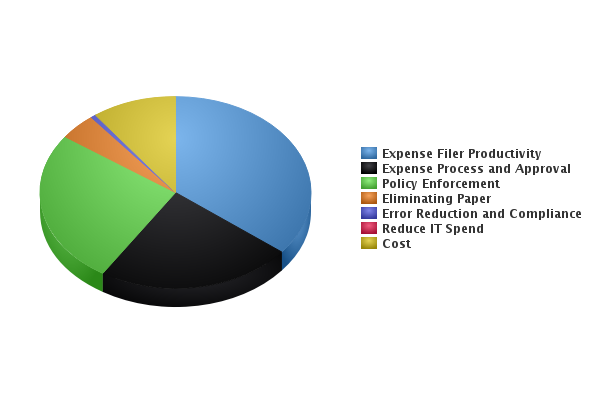 Expense Filer Productivity
Expense Process and Approval
Policy Enforcement
Eliminating Paper
Error Reduction and Compliance
Reduce IT Spend
Cost